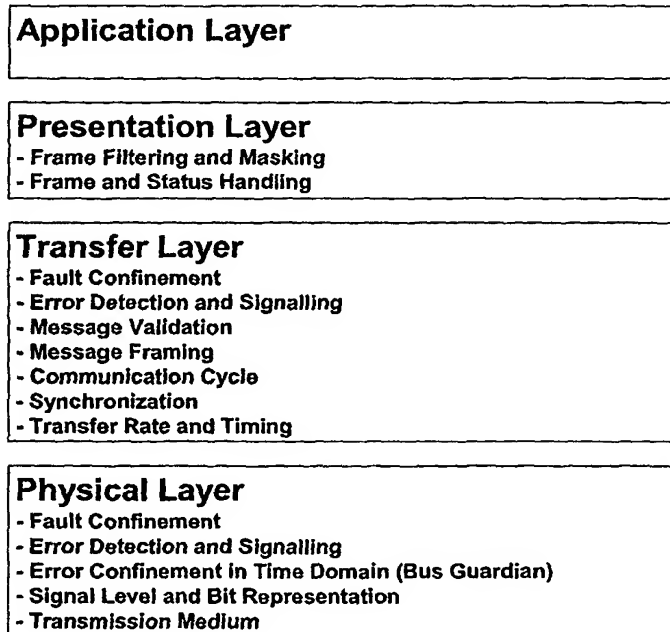 Application Layer
Presentation Layer
- Frame Filtering and Masking
- Frame and Status Handling
Transfer Layer
- Fault Confinement
- Error Detection and Signalling
- Message Validation
- Message Framing
- Communication Cycle
- Synchronization
- Transfer Rate and Timing
Physical Layer
- Fault Confinement
- Error Detection and Signalling
- Error Confinement in Time Domain (Bus Guardian)
- Signal Level and Bit Representation
- Transmission Medium